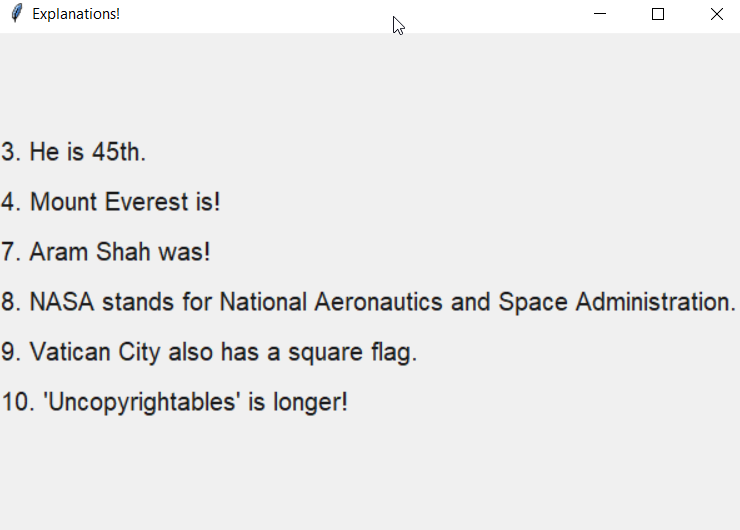 Explanations!
3. He is 45th.
4. Mount Everest is!
7. Aram Shah was!
8. NASA stands for National Aeronautics and Space Administration.
9. Vatican City also has a square flag.
10. 'Uncopyrightables' is longer!